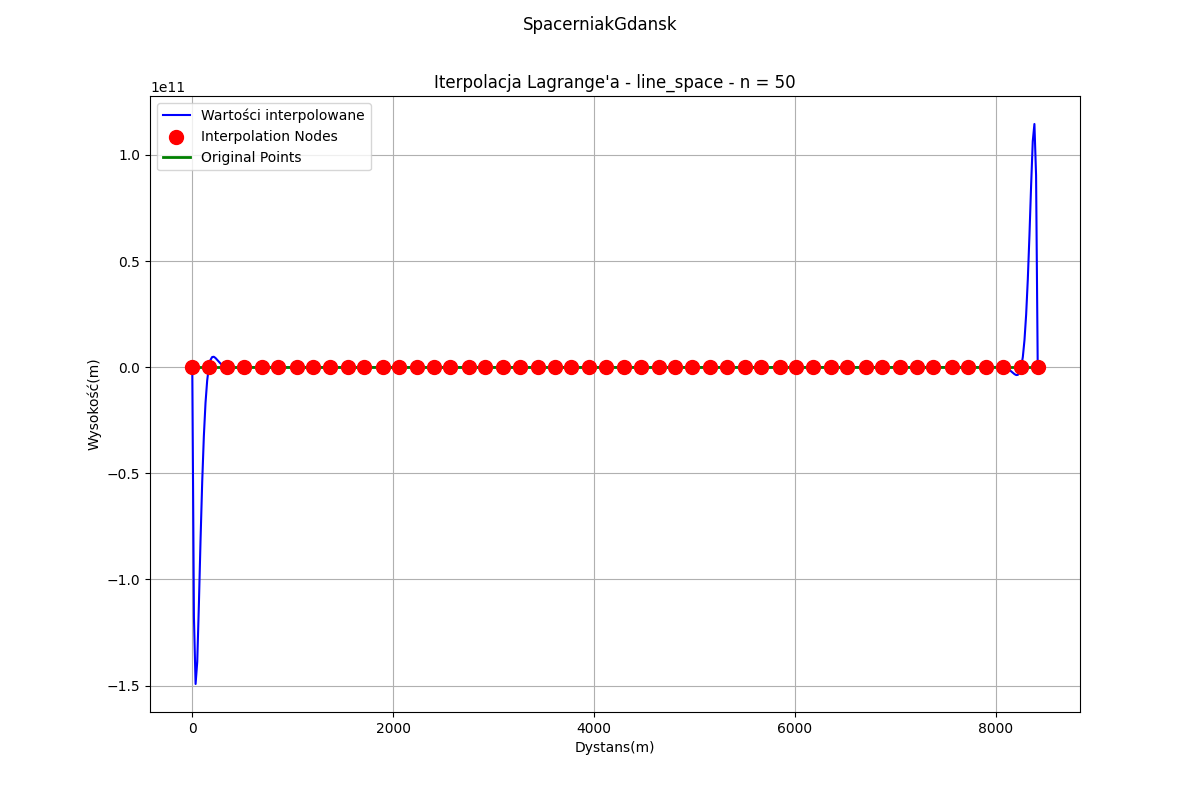 SpacerniakGdansk
Iterpolacja Lagrange'a - line_space - n = 50
1e11
Wartości interpolowane
Interpolation Nodes
Original Points
1.0
0.5
0.0
−0.5
−1.0
−1.5
Wysokość(m)
0 2000 4000 6000 8000
Dystans(m)